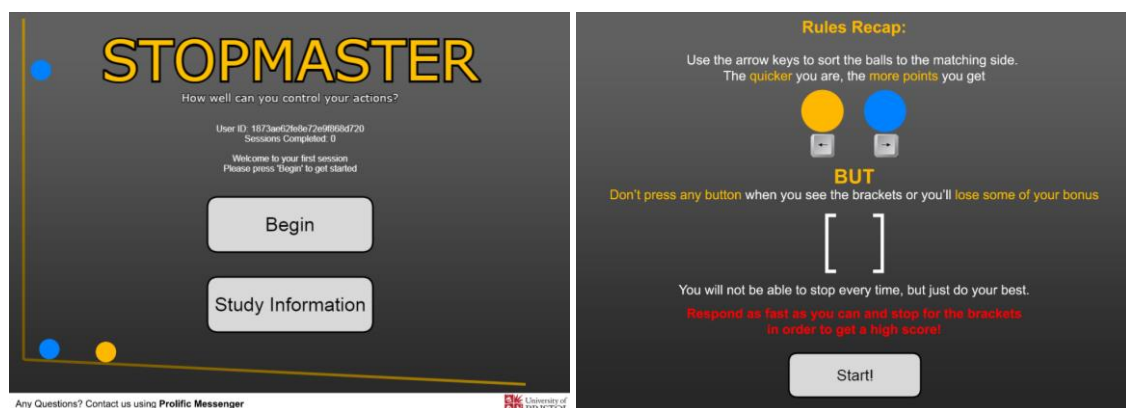 STOPMASTER
How well can you control your actions?
User ID: 1873ae62fe8e72e9f868d720
Sessions Completed: 0
Welcome to your first session
Please press 'Begin' to get started
Begin
Study Information
Any Questions? Contact us using Prolific Messenger
University of
BRISTOL
Rules Recap:
Use the arrow keys to sort the balls to the matching side.
The quicker you are, the more points you get
← →
BUT
Don't press any button when you see the brackets or you'll lose some of your bonus
[ ]
You will not be able to stop every time, but just do your best.
Respond as fast as you can and stop for the brackets
in order to get a high score!
Start!